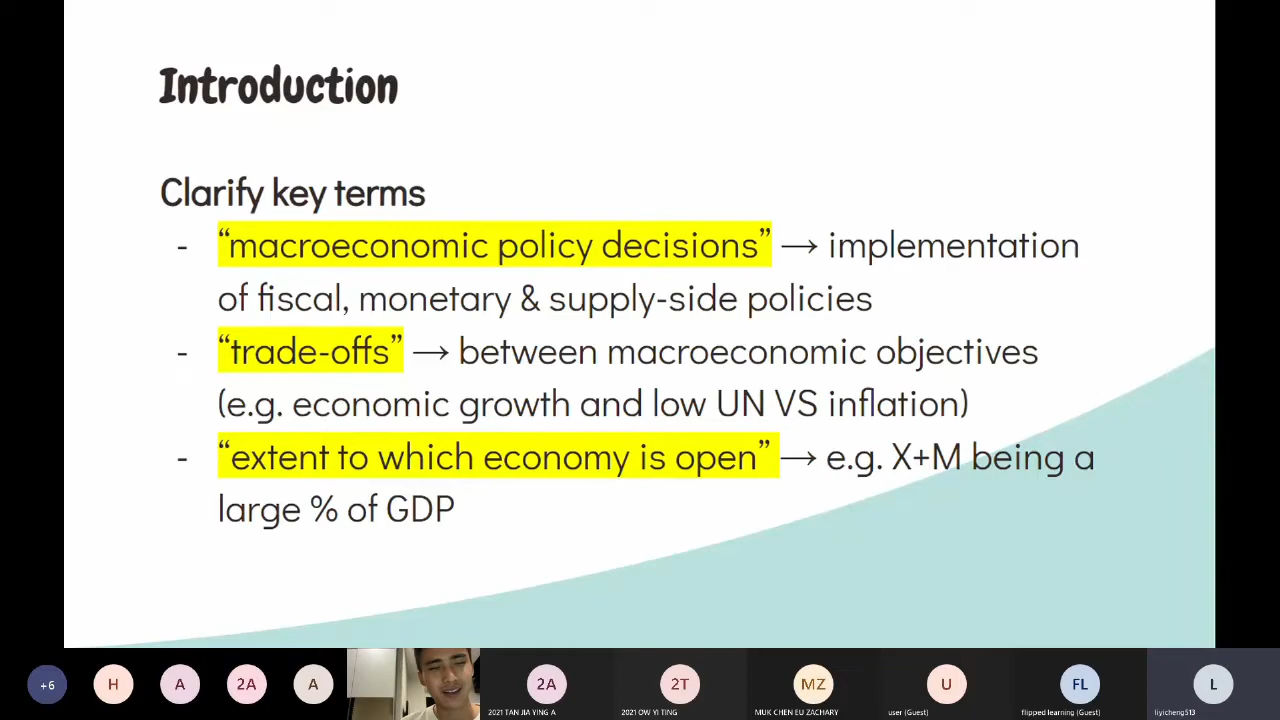 Introduction
Clarify key terms
- “macroeconomic policy decisions” → implementation
of fiscal, monetary & supply-side policies
- “trade-offs” → between macroeconomic objectives
(e.g. economic growth and low UN VS inflation)
- “extent to which economy is open” → e.g. X+M being a
large % of GDP
+6
H
A
2A
A
2A
2T
MZ
U
FL
L
2021 TAN JIA YING A
2021 OW YI TING
MUK CHEN EU ZACHARY
user (Guest)
flipped learning (Guest)
liyicheng513